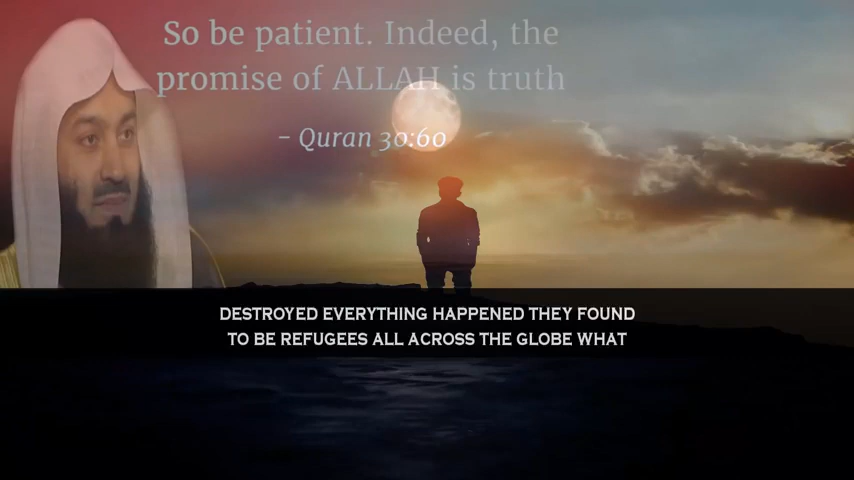 So be patient. Indeed, the
promise of ALLAH is truth
- Quran 30:60
DESTROYED EVERYTHING HAPPENED THEY FOUND
TO BE REFUGEES ALL ACROSS THE GLOBE WHAT